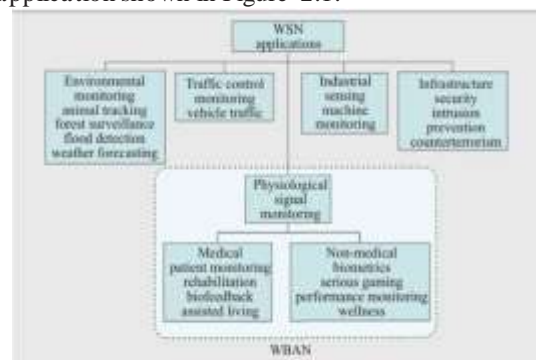 application shown in Figure 2.1.
WSN
applications
Environmental
monitoring
animal tracking
forest surveillance
flood detection
weather forecasting
Traffic control
monitoring
vehicle traffic
Industrial
sensing
machine
monitoring
Infrastructure
security
intrusion
prevention
counterterrorism
Physiological
signal
monitoring
Medical
patient monitoring
rehabilitation
biofeedback
assisted living
Non-medical
biometrics
serious gaming
performance monitoring
wellness
WBAN